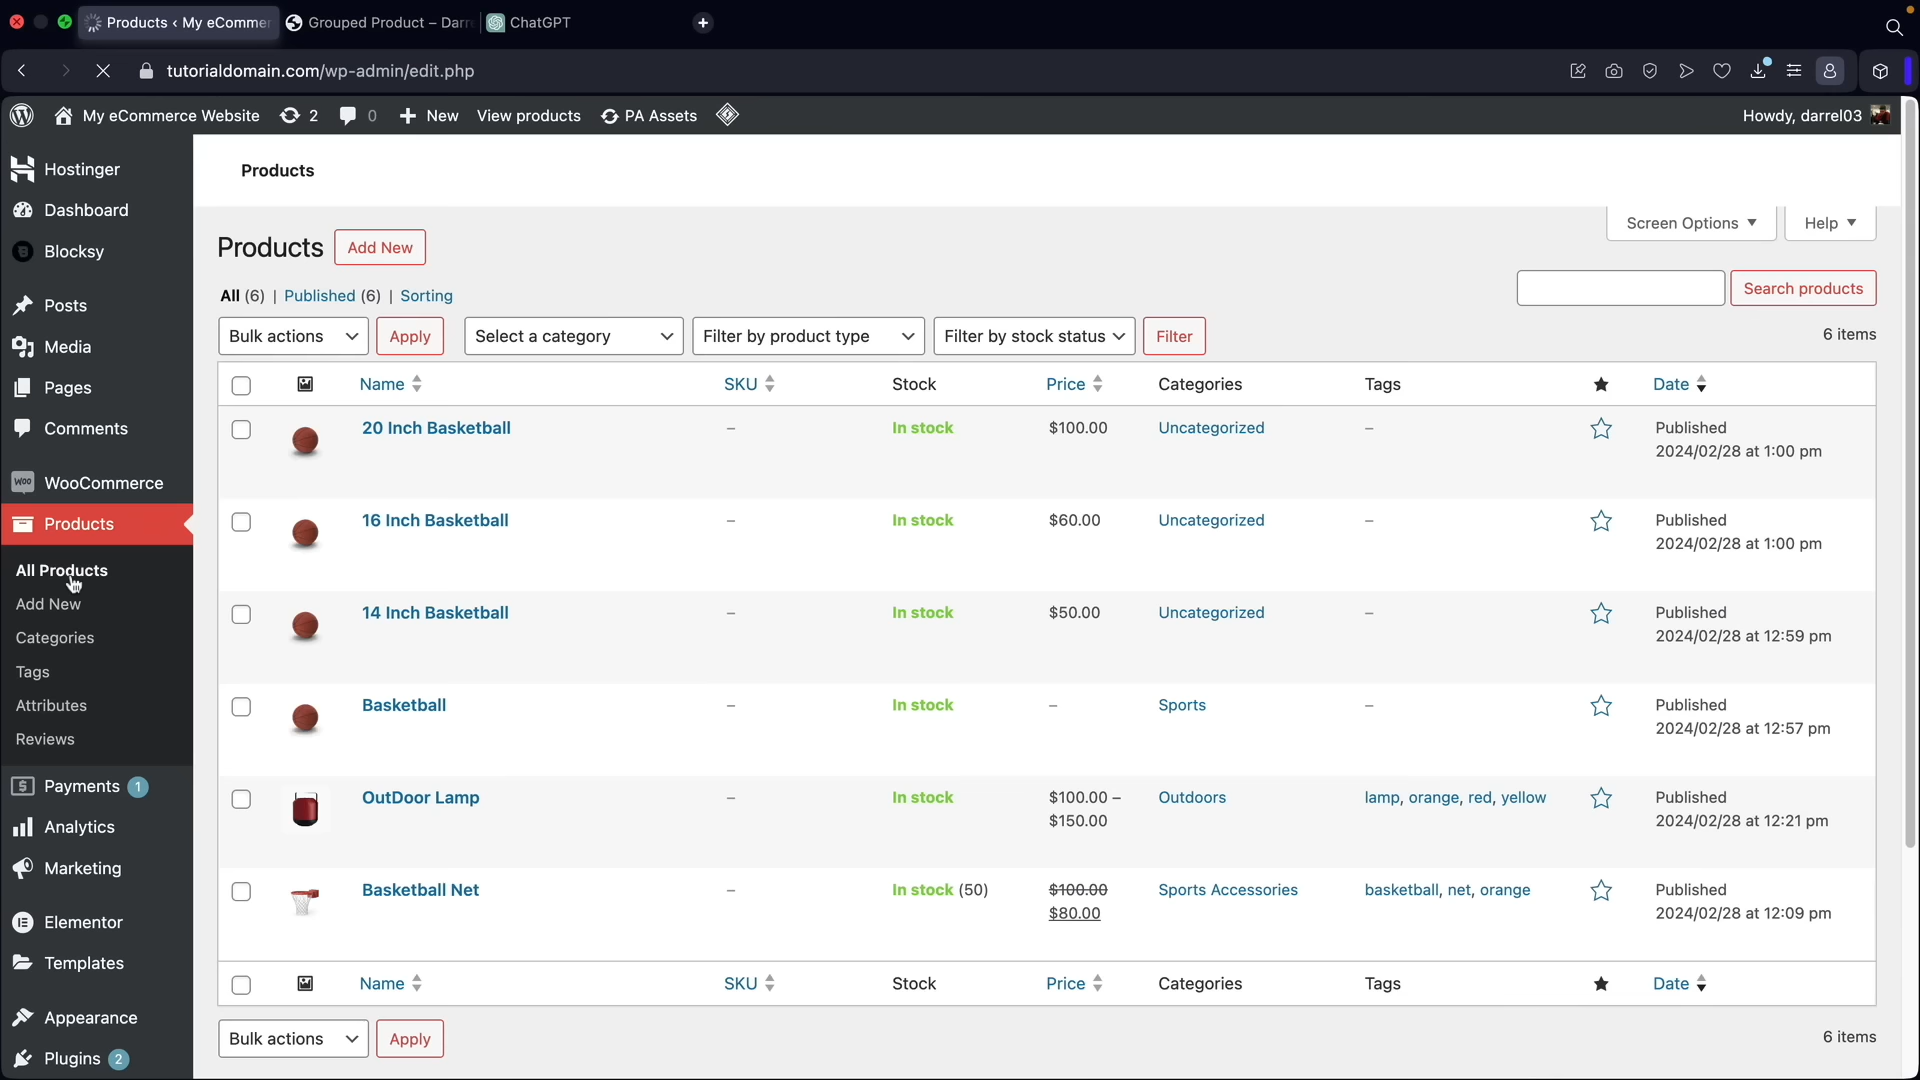 Products ‹ My eCommer
Grouped Product – Darre
ChatGPT
tutorialdomain.com/wp-admin/edit.php
My eCommerce Website
2
0
New
View products
PA Assets
Howdy, darrel03
Hostinger
Dashboard
Blocksy
Posts
Media
Pages
Comments
WooCommerce
Products
All Products
Add New
Categories
Tags
Attributes
Reviews
Payments 1
Analytics
Marketing
Elementor
Templates
Appearance
Plugins 2
Products
Screen Options
Help
Products Add New
All (6) | Published (6) | Sorting
Search products
Bulk actions Apply Select a category Filter by product type Filter by stock status Filter
6 items
Name SKU Stock Price Categories Tags Date
20 Inch Basketball – In stock $100.00 Uncategorized – Published
2024/02/28 at 1:00 pm
16 Inch Basketball – In stock $60.00 Uncategorized – Published
2024/02/28 at 1:00 pm
14 Inch Basketball – In stock $50.00 Uncategorized – Published
2024/02/28 at 12:59 pm
Basketball – In stock – Sports – Published
2024/02/28 at 12:57 pm
OutDoor Lamp – In stock $100.00 – Outdoors lamp, orange, red, yellow Published
$150.00 2024/02/28 at 12:21 pm
Basketball Net – In stock (50) $100.00 Sports Accessories basketball, net, orange Published
$80.00 2024/02/28 at 12:09 pm
Name SKU Stock Price Categories Tags Date
Bulk actions Apply
6 items